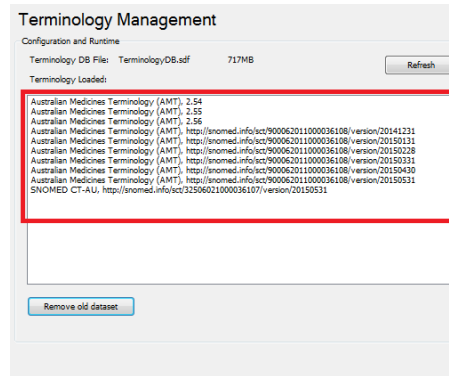 Terminology Management
Configuration and Runtime
Terminology DB File: TerminologyDB.sdf 717MB
Refresh
Terminology Loaded:
Australian Medicines Terminology (AMT), 2.54
Australian Medicines Terminology (AMT), 2.55
Australian Medicines Terminology (AMT), 2.56
Australian Medicines Terminology (AMT), http://snomed.info/sct/900062011000036108/version/20141231
Australian Medicines Terminology (AMT), http://snomed.info/sct/900062011000036108/version/20150131
Australian Medicines Terminology (AMT), http://snomed.info/sct/900062011000036108/version/20150228
Australian Medicines Terminology (AMT), http://snomed.info/sct/900062011000036108/version/20150331
Australian Medicines Terminology (AMT), http://snomed.info/sct/900062011000036108/version/20150430
Australian Medicines Terminology (AMT), http://snomed.info/sct/900062011000036108/version/20150531
SNOMED CT-AU, http://snomed.info/sct/32506021000036107/version/20150531
Remove old dataset